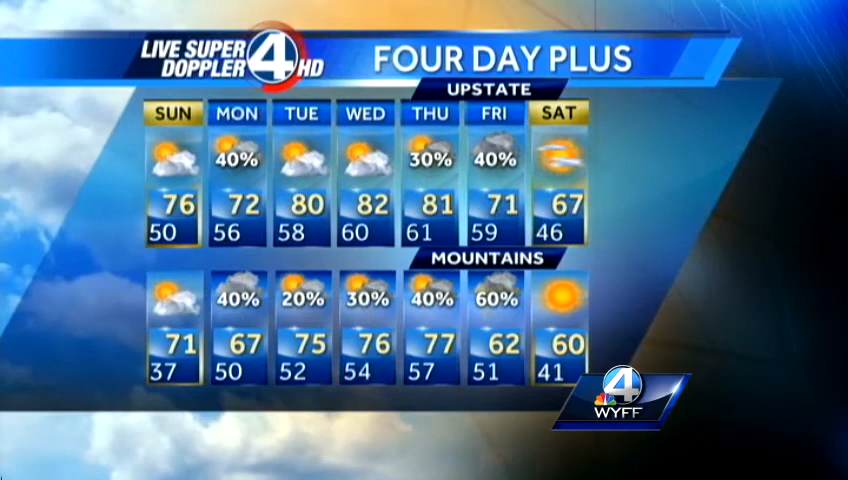 LIVE SUPER
DOPPLER 4 HD
FOUR DAY PLUS
UPSTATE
SUN MON TUE WED THU FRI SAT
40% 30% 40%
76 72 80 82 81 71 67
50 56 58 60 61 59 46
MOUNTAINS
40% 20% 30% 40% 60%
71 67 75 76 77 62 60
37 50 52 54 57 51 41
4
WYFF